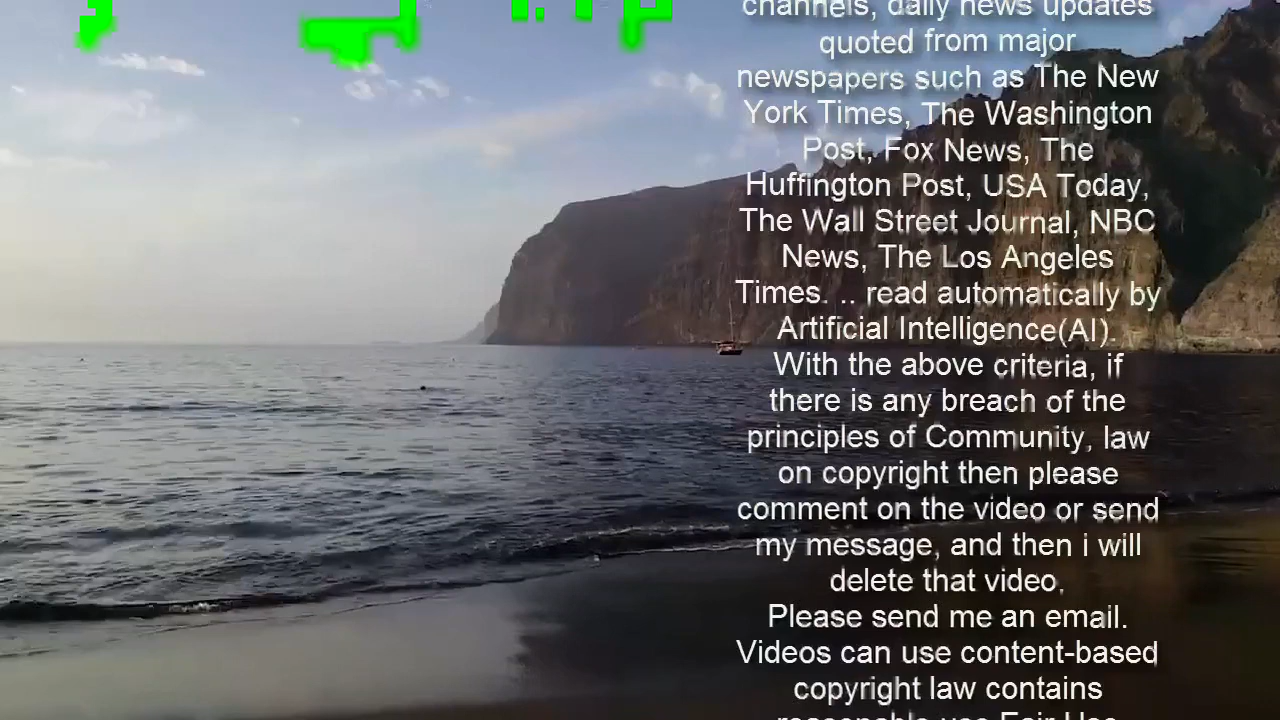 channels, daily news updates
quoted from major
newspapers such as The New
York Times, The Washington
Post, Fox News, The
Huffington Post, USA Today,
The Wall Street Journal, NBC
News, The Los Angeles
Times. .. read automatically by
Artificial Intelligence(AI).
With the above criteria, if
there is any breach of the
principles of Community, law
on copyright then please
comment on the video or send
my message, and then i will
delete that video.
Please send me an email.
Videos can use content-based
copyright law contains
reasonable use Fair Use